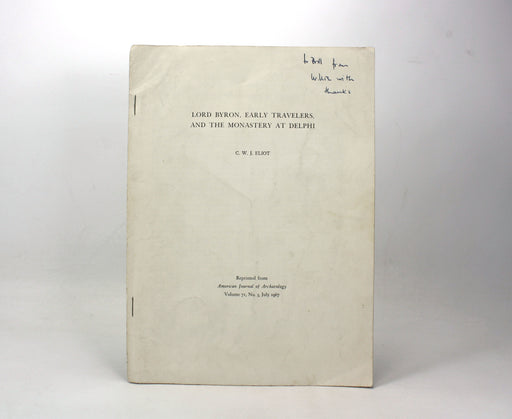 to Bill from
with
thanks
LORD BYRON, EARLY TRAVELERS,
AND THE MONASTERY AT DELPHI
C. W. J. ELIOT
Reprinted from
American Journal of Archaeology
Volume 71, No. 3, July 1967